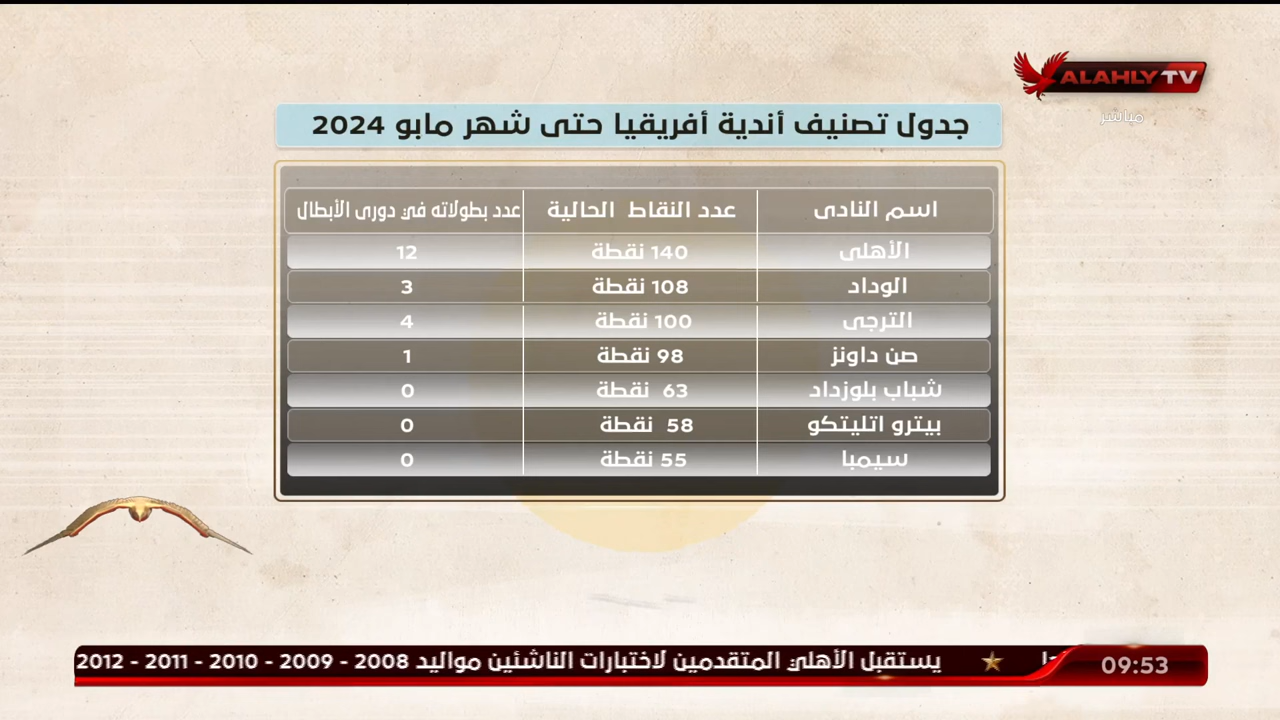 ALAHLY TV
مباشر
جدول تصنيف أندية أفريقيا حتى شهر مايو 2024
اسم النادى عدد النقاط الحالية عدد بطولاته في دورى الأبطال
الأهلى 140 نقطة 12
الوداد 108 نقطة 3
الترجى 100 نقطة 4
صن داونز 98 نقطة 1
شباب بلوزداد 63 نقطة 0
بيترو اتليتكو 58 نقطة 0
سيمبا 55 نقطة 0
يستقبل الأهلي المتقدمين لاختبارات الناشئين مواليد 2008 - 2009 - 2010 - 2011 - 2012
09:53